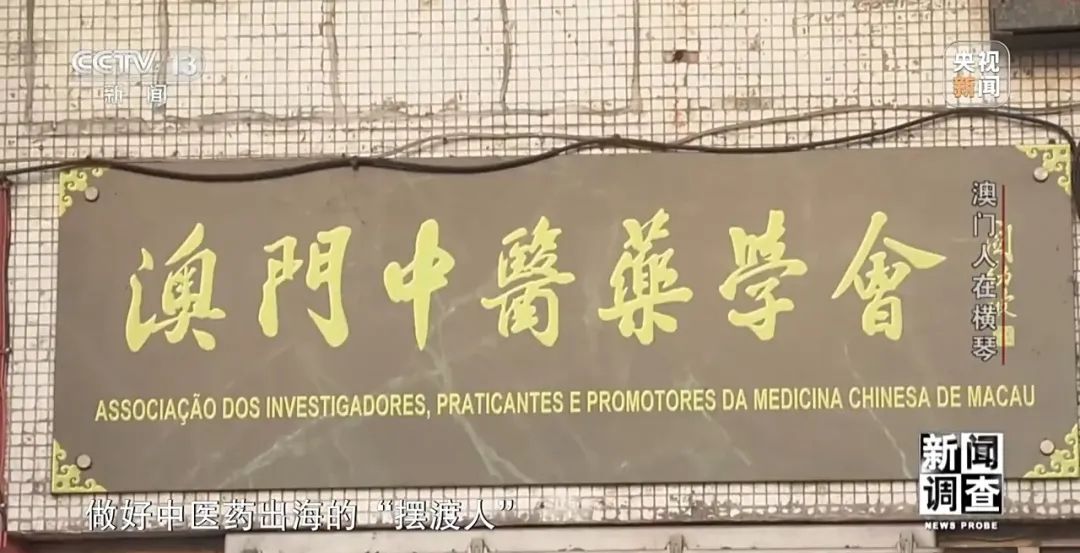 CCTV 13
新闻
央视
新闻
澳門中醫藥學會
ASSOCIAÇÃO DOS INVESTIGADORES, PRATICANTES E PROMOTORES DA MEDICINA CHINESA DE MACAU
澳门人在横琴
新闻
调查
NEWS PROBE
做好中医药出海的“摆渡人”